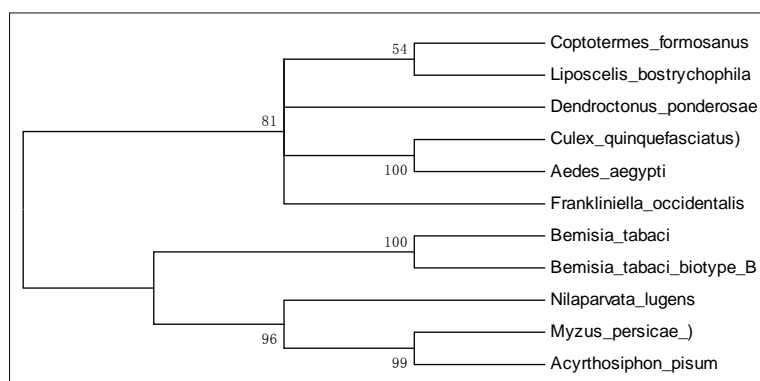 54
Coptotermes_formosanus
Liposcelis_bostrychophila
Dendroctonus_ponderosae
81
Culex_quinquefasciatus)
100
Aedes_aegypti
Frankliniella_occidentalis
100
Bemisia_tabaci
Bemisia_tabaci_biotype_B
Nilaparvata_lugens
96
Myzus_persicae_)
99
Acyrthosiphon_pisum